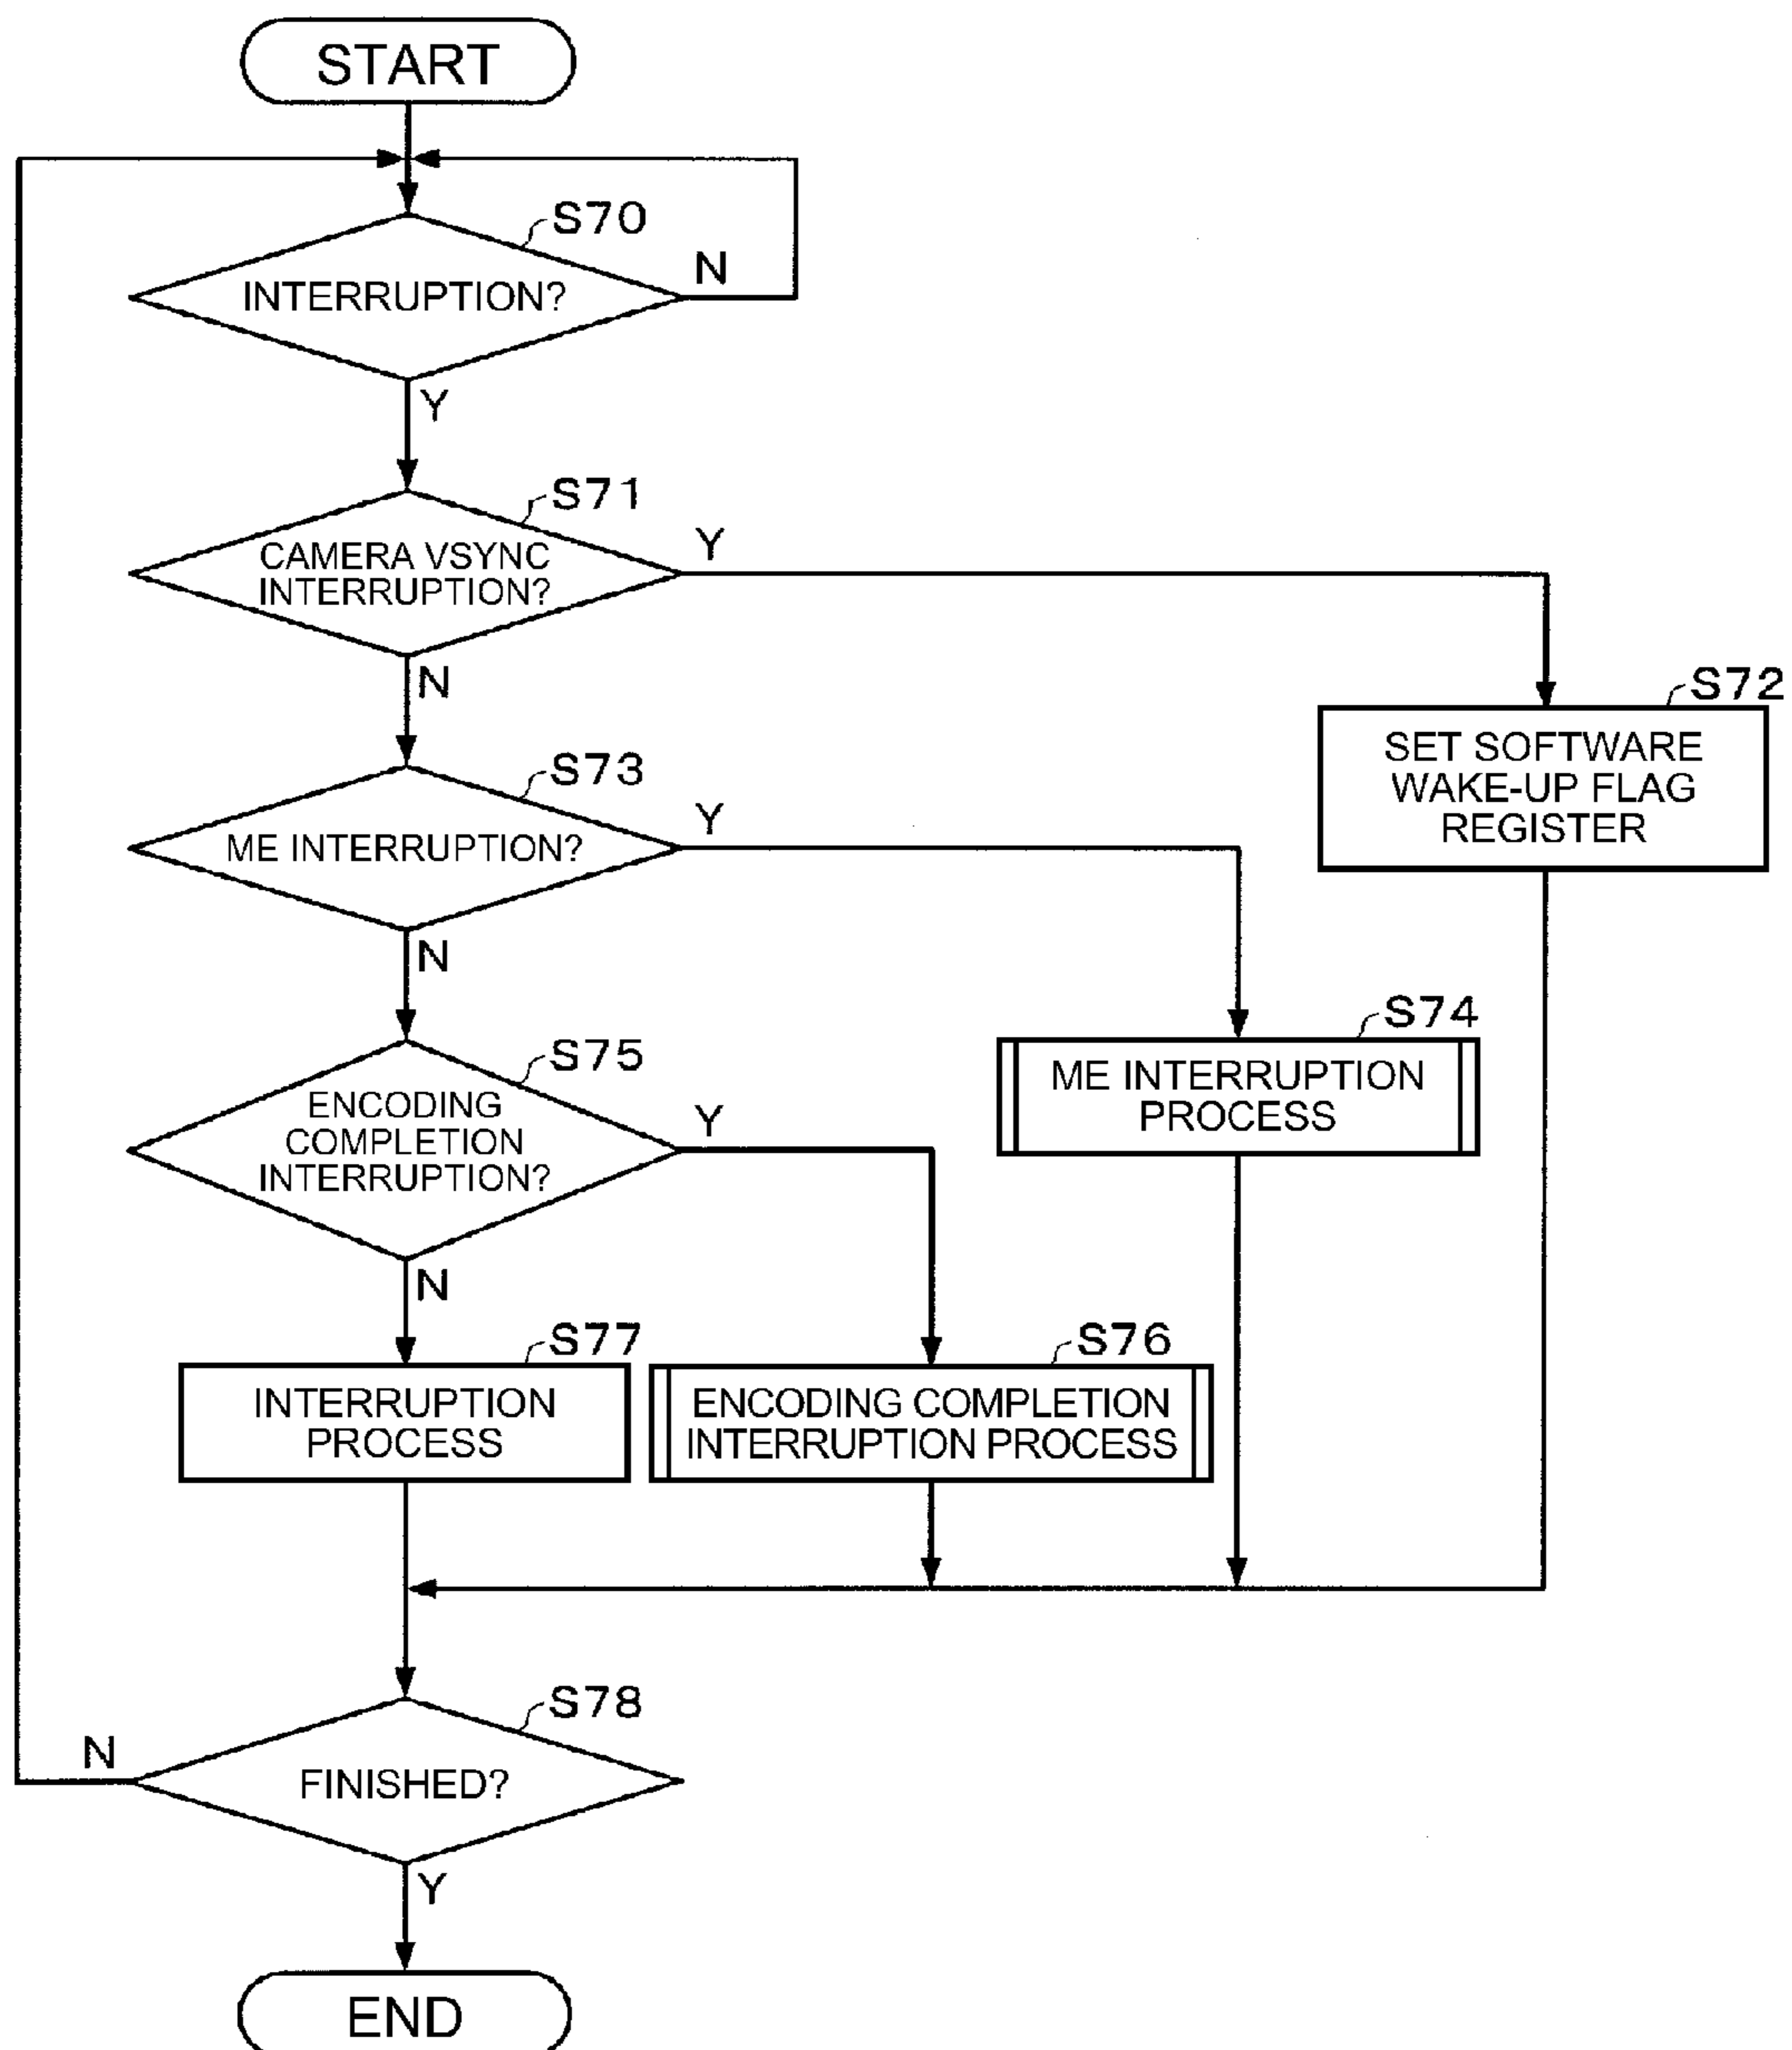 START
S70
INTERRUPTION?
N
Y
S71
CAMERA VSYNC
INTERRUPTION?
Y
N
S72
SET SOFTWARE
WAKE-UP FLAG
REGISTER
S73
ME INTERRUPTION?
Y
N
S74
ME INTERRUPTION
PROCESS
S75
ENCODING
COMPLETION
INTERRUPTION?
Y
N
S77
INTERRUPTION
PROCESS
S76
ENCODING COMPLETION
INTERRUPTION PROCESS
S78
FINISHED?
N
Y
END